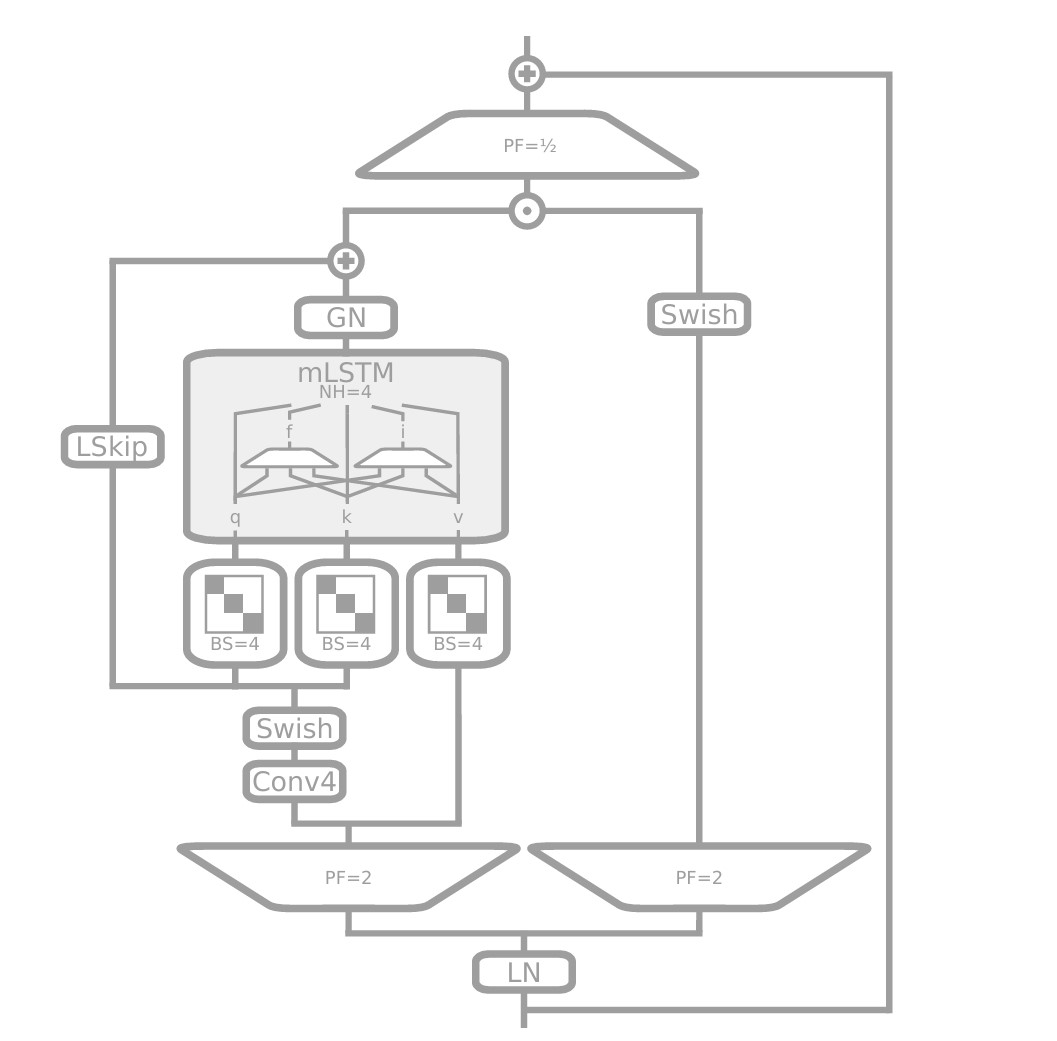 PF=½
GN
Swish
mLSTM
NH=4
f i
LSkip
q k v
BS=4 BS=4 BS=4
Swish
Conv4
PF=2 PF=2
LN